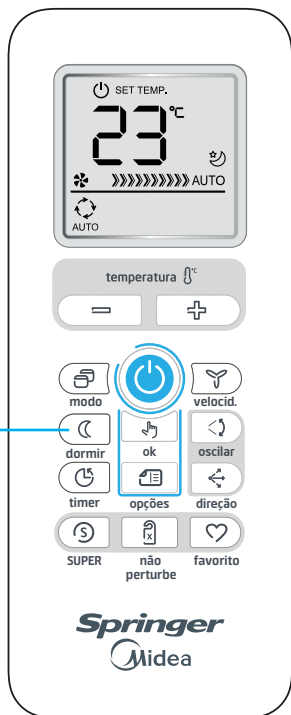 SET TEMP.
23°C
AUTO
AUTO
temperatura °C
modo
velocid.
dormir
ok
oscilar
timer
opções
direção
S
x
SUPER
não
perturbe
favorito
Springer
Midea